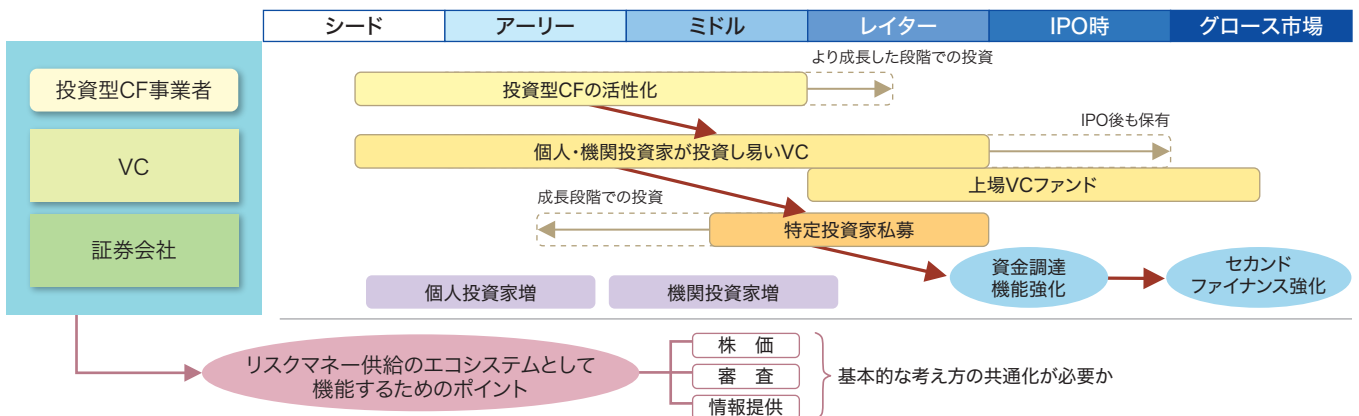 シード
アーリー
ミドル
レイター
IPO時
グロース市場
投資型CF事業者
VC
証券会社
より成長した段階での投資
投資型CFの活性化
IPO後も保有
個人・機関投資家が投資し易いVC
上場VCファンド
成長段階での投資
特定投資家私募
資金調達
機能強化
セカンド
ファイナンス強化
個人投資家増
機関投資家増
リスクマネー供給のエコシステムとして
機能するためのポイント
株　価
審　査
情報提供
基本的な考え方の共通化が必要か